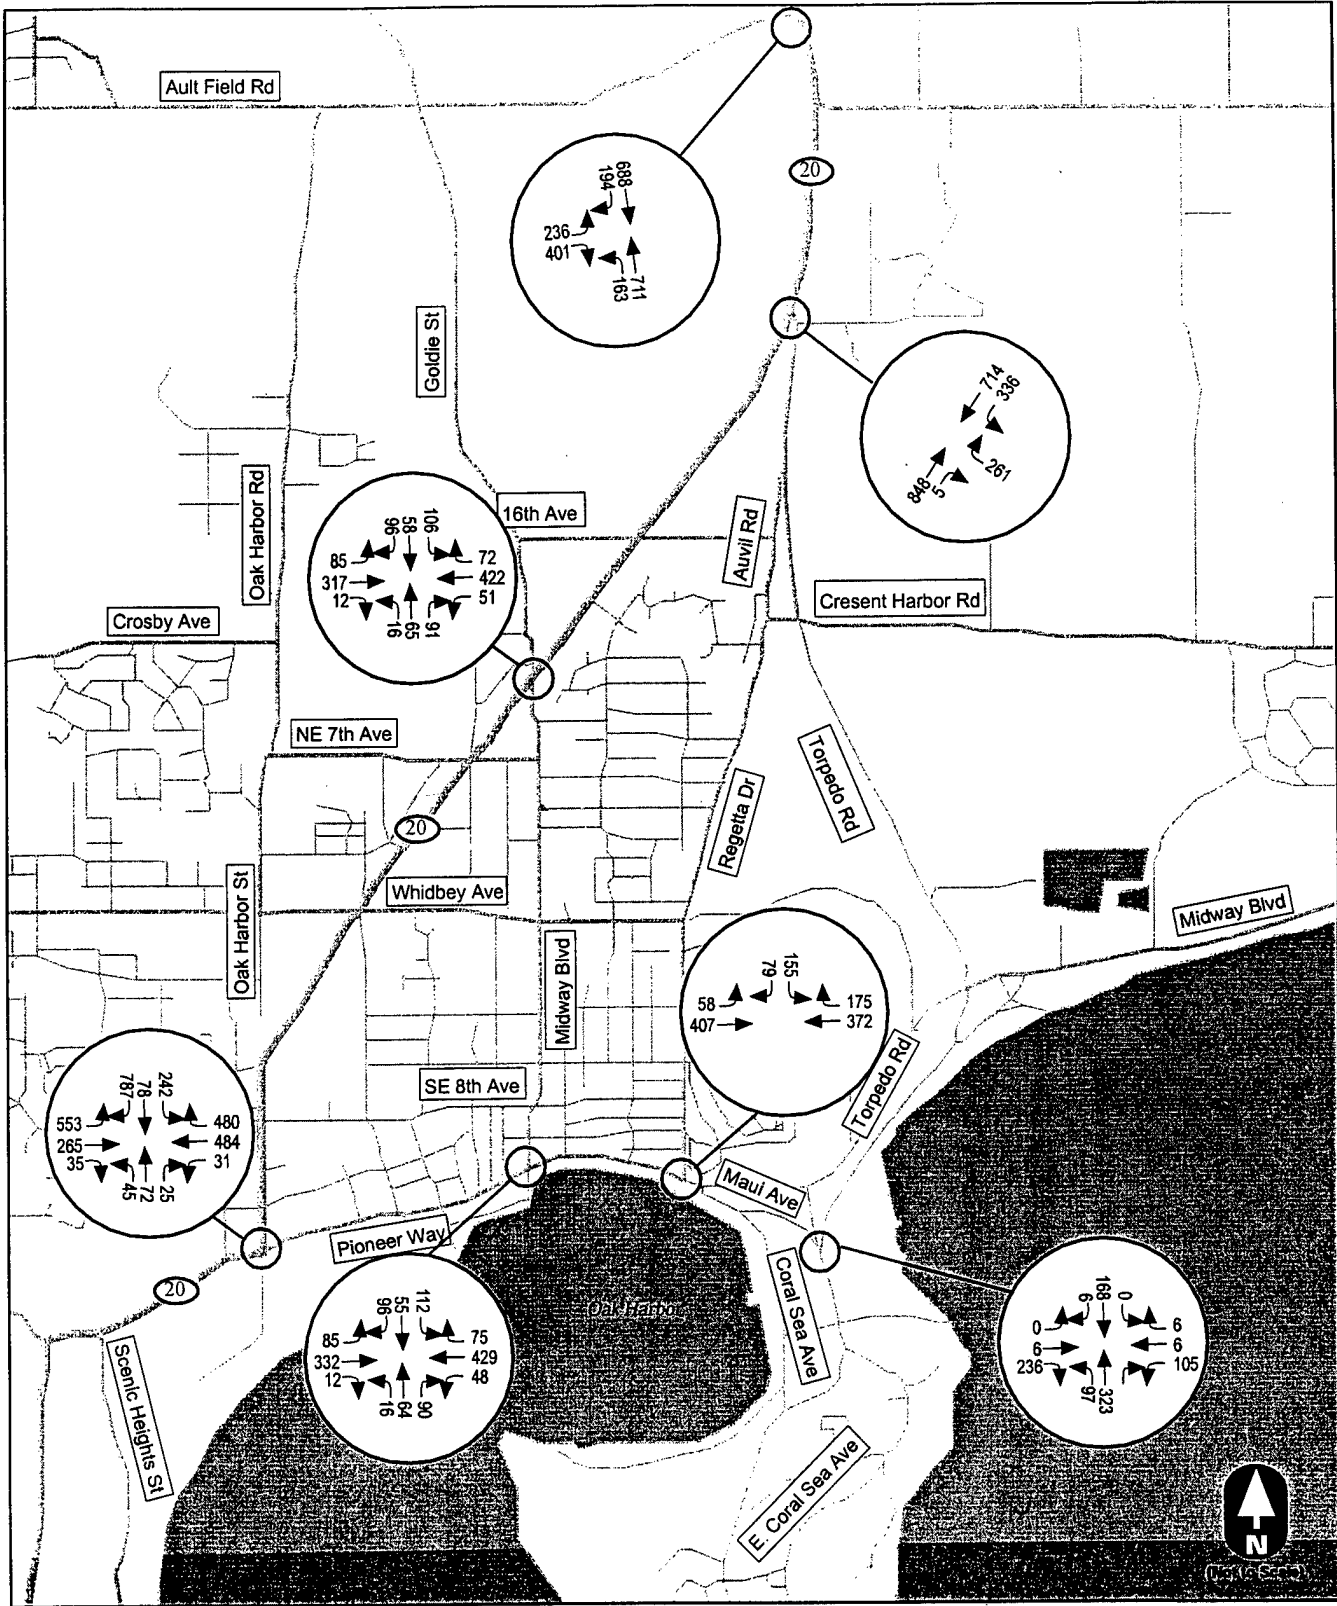 Ault Field Rd
20
688
194
236
401
163
711
Goldie St
714
336
848
5
261
Oak Harbor Rd
16th Ave
Auvil Rd
96
58
106
85
72
317
422
12
51
16
65
91
Cresent Harbor Rd
Crosby Ave
NE 7th Ave
Torpedo Rd
Regetta Dr
20
Whidbey Ave
Oak Harbor St
Midway Blvd
Midway Blvd
79
155
58
175
407
372
SE 8th Ave
Torpedo Rd
787
78
242
553
480
265
484
35
31
45
72
25
Maui Ave
Pioneer Way
20
Coral Sea Ave
Oak Harbor
96
55
112
85
75
332
429
12
48
16
64
90
6
168
0
0
6
6
6
236
105
97
323
Scenic Heights St
E. Coral Sea Ave
N
(Not to Scale)